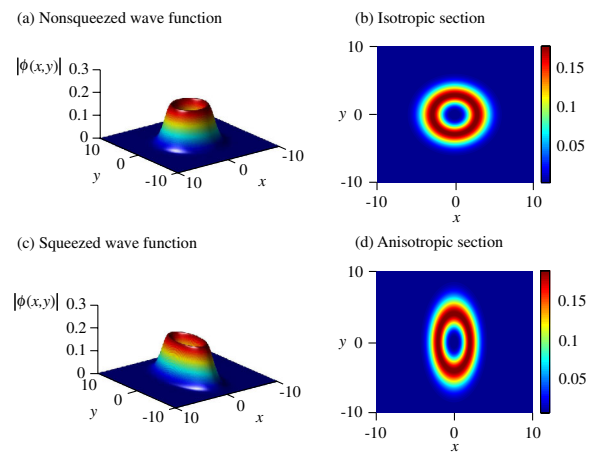 (a) Nonsqueezed wave function
|ϕ(x,y)|
0.3
0.2
0.1
0
10
0
-10
y
10
0
-10
x
(b) Isotropic section
10
y 0
-10
-10
0
10
x
0.15
0.1
0.05
(c) Squeezed wave function
|ϕ(x,y)|
0.3
0.2
0.1
0
10
0
-10
y
10
0
-10
x
(d) Anisotropic section
10
y 0
-10
-10
0
10
x
0.15
0.1
0.05